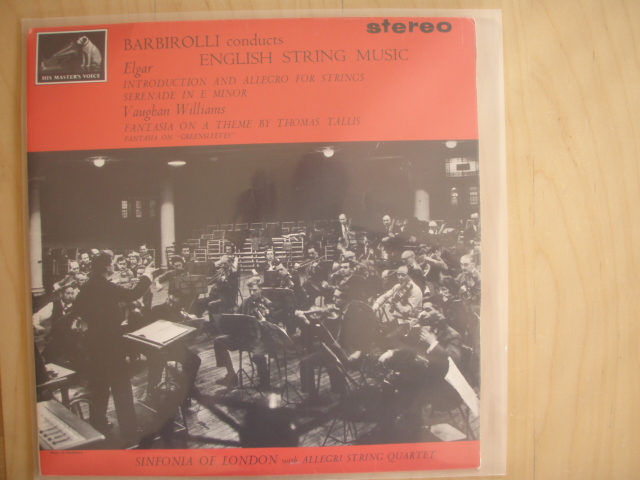 stereo
BARBIROLLI conducts
ENGLISH STRING MUSIC
Elgar
INTRODUCTION AND ALLEGRO FOR STRINGS
SERENADE IN E MINOR
Vaughan Williams
FANTASIA ON A THEME BY THOMAS TALLIS
FANTASIA ON "GREENSLEEVES"
HIS MASTER'S VOICE
SINFONIA OF LONDON with ALLEGRI STRING QUARTET